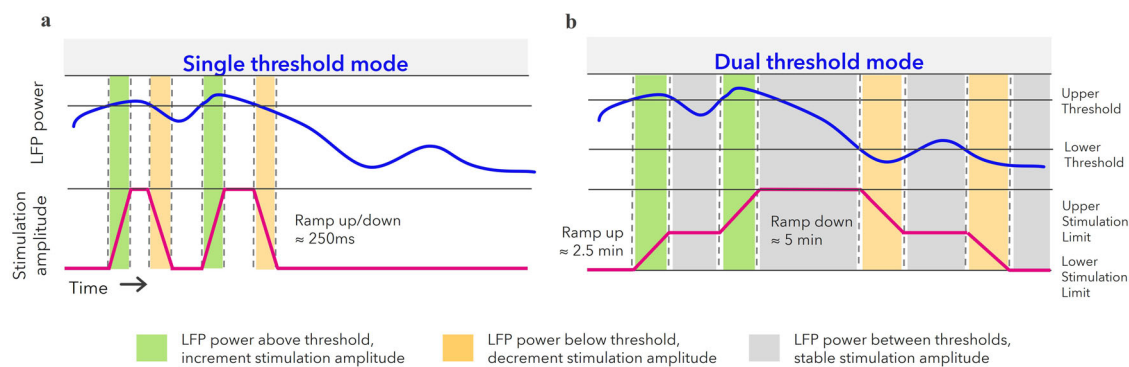 a
Single threshold mode
LFP power
Stimulation
amplitude
Ramp up/down
≈ 250ms
Time
b
Dual threshold mode
Upper
Threshold
Lower
Threshold
Ramp up
≈ 2.5 min
Ramp down
≈ 5 min
Upper
Stimulation
Limit
Lower
Stimulation
Limit
LFP power above threshold,
increment stimulation amplitude
LFP power below threshold,
decrement stimulation amplitude
LFP power between thresholds,
stable stimulation amplitude